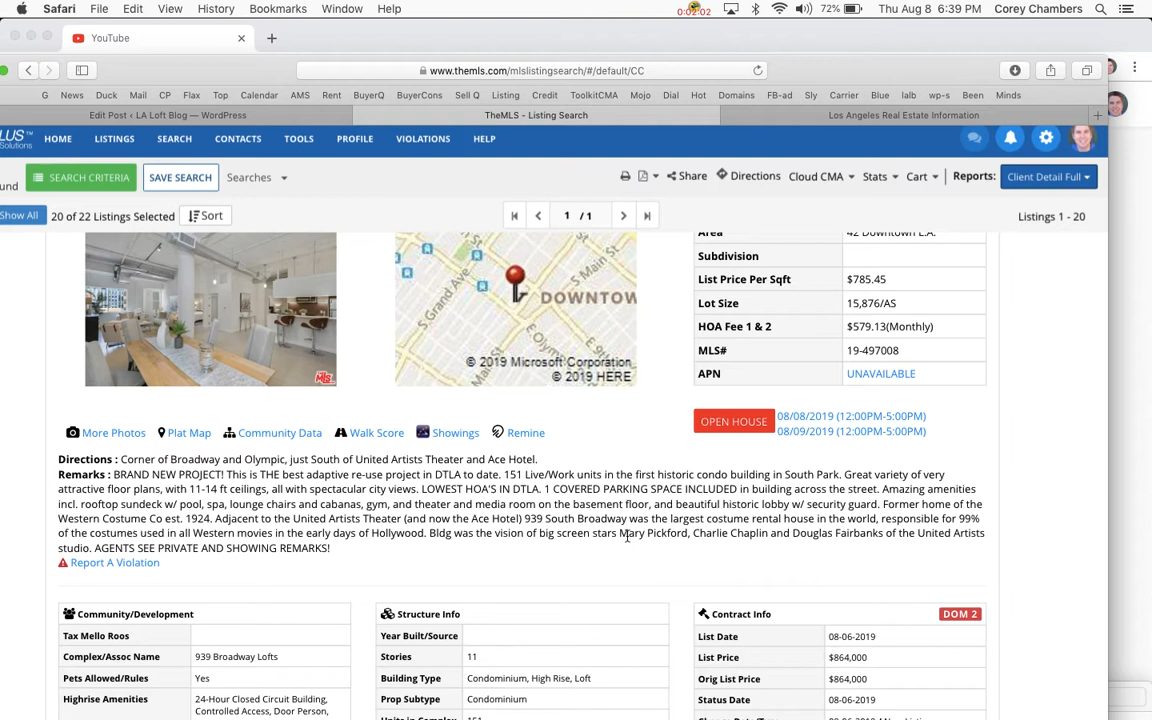 Safari File Edit View History Bookmarks Window Help 0:02:02 72% Thu Aug 8 6:39 PM Corey Chambers
YouTube
www.themls.com/mlslistingsearch/#/default/CC
G News Duck Mail CP Flax Top Calendar AMS Rent BuyerQ BuyerCons Sell Q Listing Credit ToolkitCMA Mojo Dial Hot Domains FB-ad Sly Carrier Blue lalb wp-s Been Minds
Edit Post ‹ LA Loft Blog — WordPress TheMLS - Listing Search Los Angeles Real Estate Information
LUS™ Solutions HOME LISTINGS SEARCH CONTACTS TOOLS PROFILE VIOLATIONS HELP
und SEARCH CRITERIA SAVE SEARCH Searches Share Directions Cloud CMA Stats Cart Reports: Client Detail Full
Show All 20 of 22 Listings Selected Sort 1 / 1 Listings 1 - 20
Area 42 Downtown L.A.
Subdivision
List Price Per Sqft $785.45
Lot Size 15,876/AS
HOA Fee 1 & 2 $579.13(Monthly)
MLS# 19-497008
APN UNAVAILABLE
S Grand Ave
S Main St
DOWNTOW
E Olympic
E 9th
© 2019 Microsoft Corporation
© 2019 HERE
MLS
OPEN HOUSE 08/08/2019 (12:00PM-5:00PM)
08/09/2019 (12:00PM-5:00PM)
More Photos Plat Map Community Data Walk Score Showings Remine
Directions : Corner of Broadway and Olympic, just South of United Artists Theater and Ace Hotel.
Remarks : BRAND NEW PROJECT! This is THE best adaptive re-use project in DTLA to date. 151 Live/Work units in the first historic condo building in South Park. Great variety of very
attractive floor plans, with 11-14 ft ceilings, all with spectacular city views. LOWEST HOA'S IN DTLA. 1 COVERED PARKING SPACE INCLUDED in building across the street. Amazing amenities
incl. rooftop sundeck w/ pool, spa, lounge chairs and cabanas, gym, and theater and media room on the basement floor, and beautiful historic lobby w/ security guard. Former home of the
Western Costume Co est. 1924. Adjacent to the United Artists Theater (and now the Ace Hotel) 939 South Broadway was the largest costume rental house in the world, responsible for 99%
of the costumes used in all Western movies in the early days of Hollywood. Bldg was the vision of big screen stars Mary Pickford, Charlie Chaplin and Douglas Fairbanks of the United Artists
studio. AGENTS SEE PRIVATE AND SHOWING REMARKS!
Report A Violation
Community/Development Structure Info Contract Info DOM 2
Tax Mello Roos Year Built/Source List Date 08-06-2019
Complex/Assoc Name 939 Broadway Lofts Stories 11 List Price $864,000
Pets Allowed/Rules Yes Building Type Condominium, High Rise, Loft Orig List Price $864,000
Highrise Amenities 24-Hour Closed Circuit Building, Prop Subtype Condominium Status Date 08-06-2019
Controlled Access, Door Person,